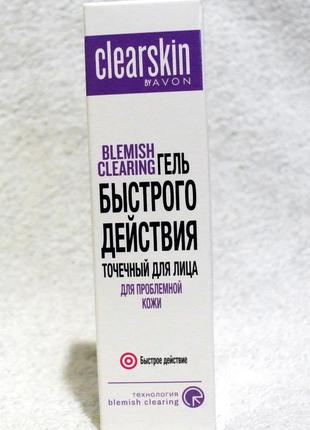 clearskin
BY AVON
BLEMISH
CLEARING ГЕЛЬ
БЫСТРОГО
ДЕЙСТВИЯ
ТОЧЕЧНЫЙ ДЛЯ ЛИЦА
ДЛЯ ПРОБЛЕМНОЙ
КОЖИ
Быстрое действие
ТЕХНОЛОГИЯ
blemish clearing